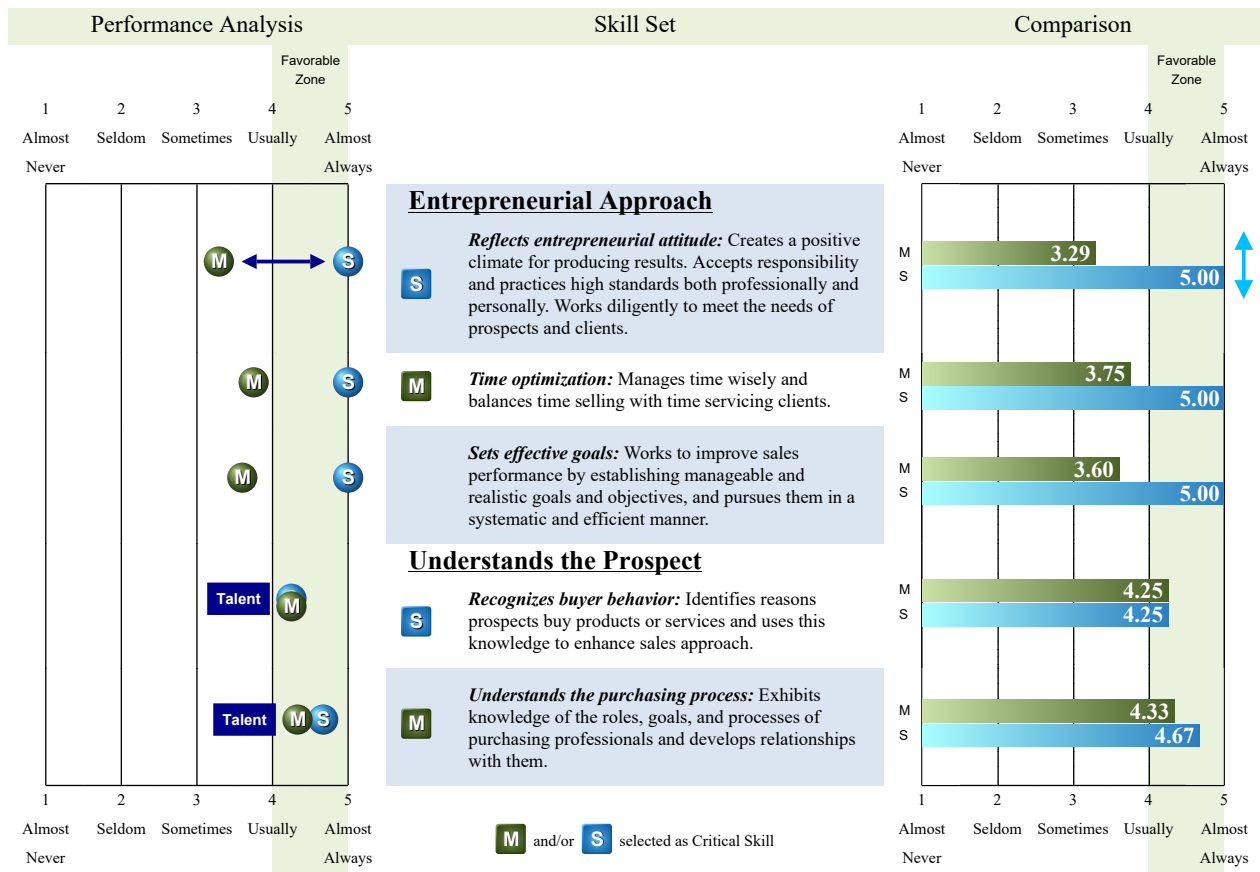 Performance Analysis
Skill Set
Comparison
Favorable
Zone
1 2 3 4 5
Almost Seldom Sometimes Usually Almost
Never Always
Favorable
Zone
1 2 3 4 5
Almost Seldom Sometimes Usually Almost
Never Always
Entrepreneurial Approach
M S
S
Reflects entrepreneurial attitude: Creates a positive
climate for producing results. Accepts responsibility
and practices high standards both professionally and
personally. Works diligently to meet the needs of
prospects and clients.
M 3.29
S 5.00
M S
M
Time optimization: Manages time wisely and
balances time selling with time servicing clients.
M 3.75
S 5.00
M S
Sets effective goals: Works to improve sales
performance by establishing manageable and
realistic goals and objectives, and pursues them in a
systematic and efficient manner.
M 3.60
S 5.00
Understands the Prospect
Talent M
S
Recognizes buyer behavior: Identifies reasons
prospects buy products or services and uses this
knowledge to enhance sales approach.
M 4.25
S 4.25
Talent M S
M
Understands the purchasing process: Exhibits
knowledge of the roles, goals, and processes of
purchasing professionals and develops relationships
with them.
M 4.33
S 4.67
1 2 3 4 5
Almost Seldom Sometimes Usually Almost
Never Always
M and/or S selected as Critical Skill
1 2 3 4 5
Almost Seldom Sometimes Usually Almost
Never Always